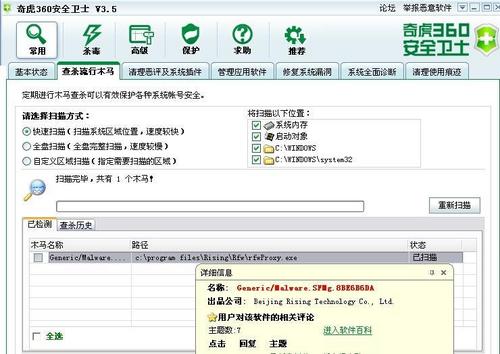 奇虎360安全卫士 V3.5
论坛 举报恶意软件
常用 杀毒 高级 保护 求助 推荐
奇虎360
安全卫士
基本状态 查杀流行木马 清理恶评及系统插件 管理应用软件 修复系统漏洞 系统全面诊断 清理使用痕迹
定期进行木马查杀可以有效保护各种系统帐号安全。
请选择扫描方式:
将扫描以下位置:
快速扫描(扫描系统区域位置,速度较快)
系统内存
全盘扫描(全盘完整扫描,速度较慢)
启动对象
自定义区域扫描(指定需要扫描的区域)
C:\WINDOWS
C:\WINDOWS\system32
扫描完毕,共有 1 个木马!
重新扫描
已检测 查杀历史
木马名称 路径 状态
Generic/Malware.... c:\program files\Rising\Rfw\rfwProxy.exe 已扫描
详细信息
名称: Generic/Malware.SPMg.8BE6B6DA
出品公司: Beijing Rising Technology Co., Ltd.
用户对该软件的相关评论
主题数:7 进入软件百科
全选
点击 回复 主题